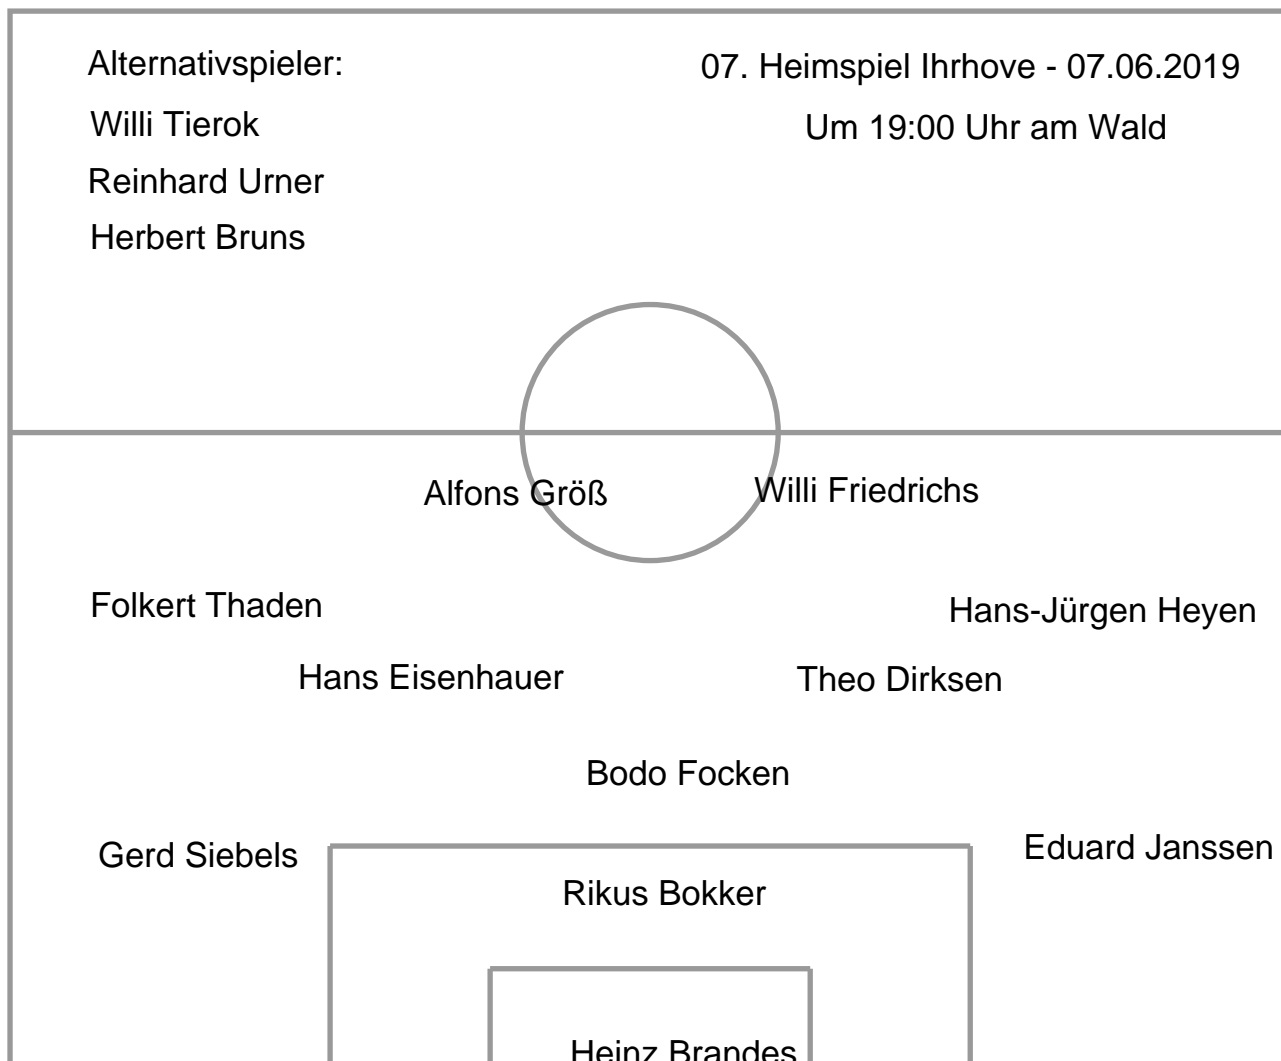 Alternativspieler:
07. Heimspiel Ihrhove - 07.06.2019
Willi Tierok
Um 19:00 Uhr am Wald
Reinhard Urner
Herbert Bruns
Alfons Größ
Willi Friedrichs
Folkert Thaden
Hans-Jürgen Heyen
Hans Eisenhauer
Theo Dirksen
Bodo Focken
Gerd Siebels
Eduard Janssen
Rikus Bokker
Heinz Brandes